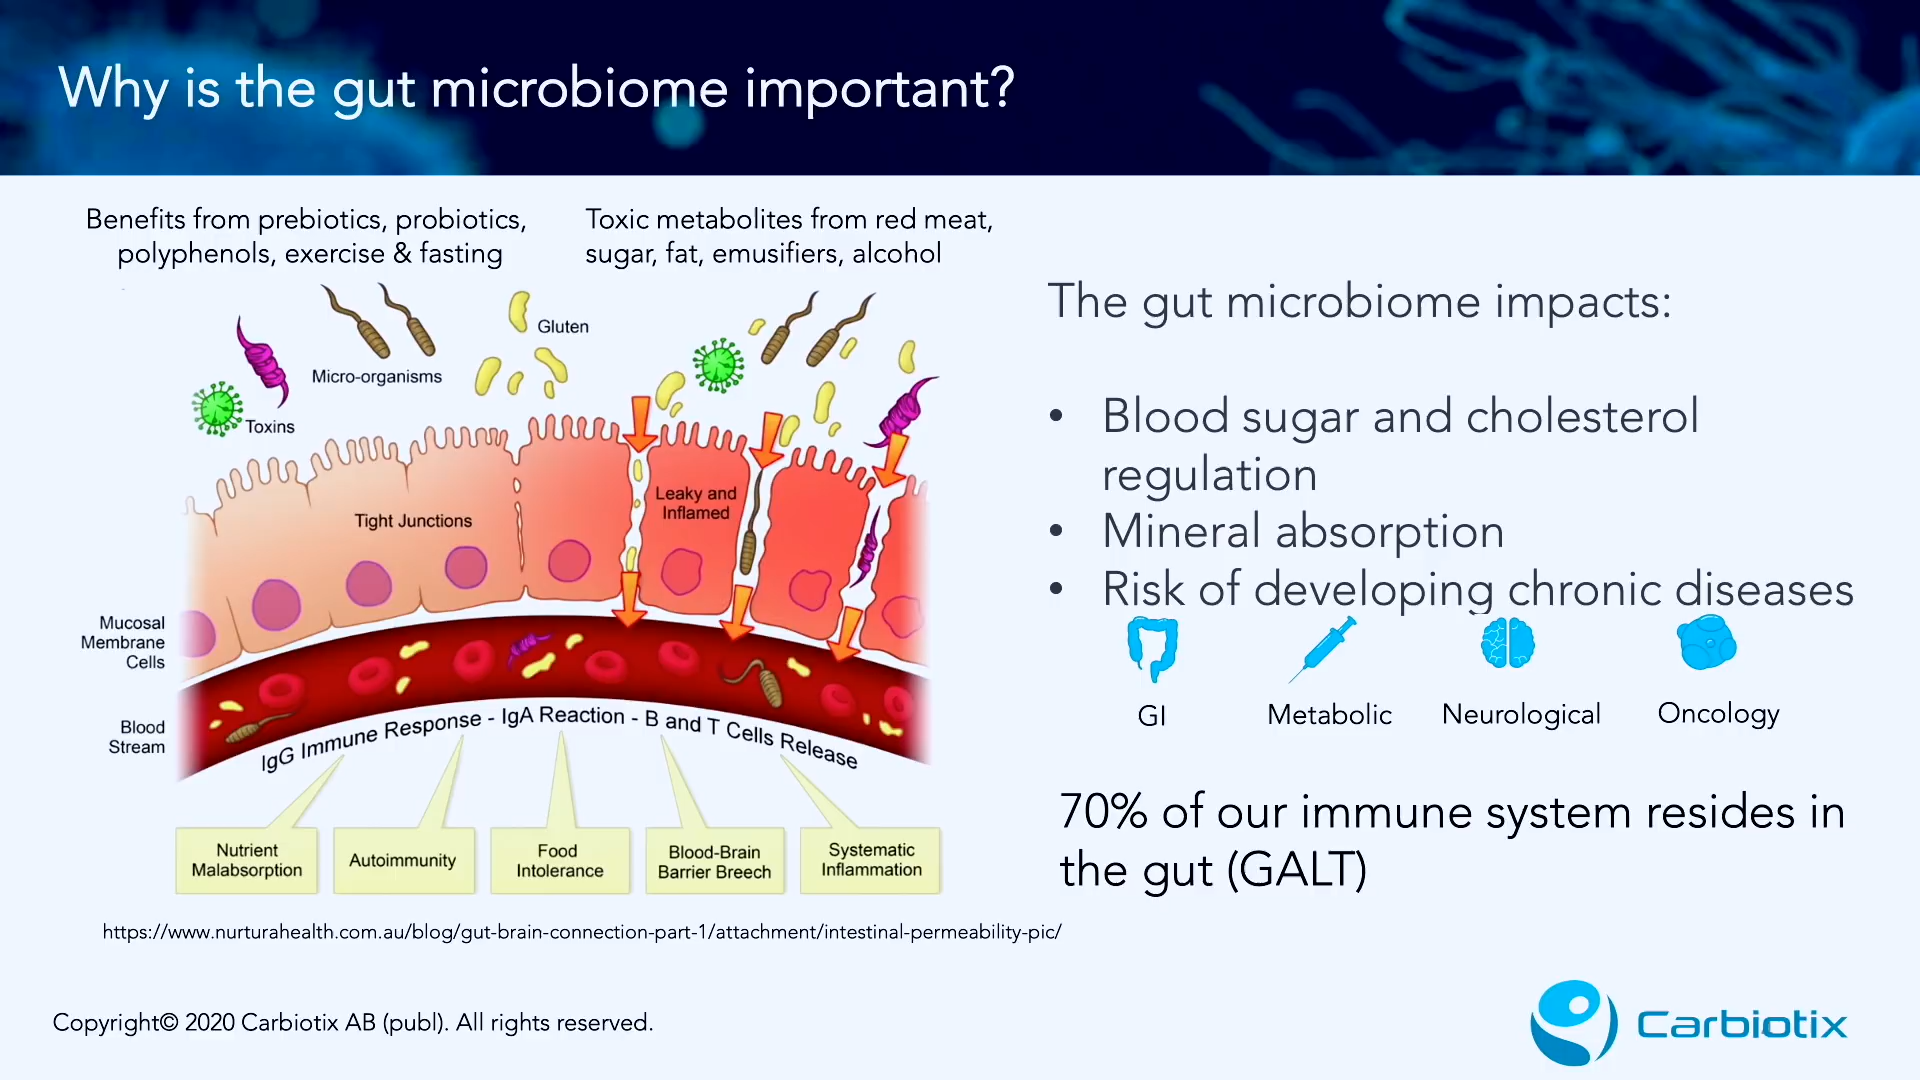 Why is the gut microbiome important?
Benefits from prebiotics, probiotics,
polyphenols, exercise & fasting
Toxic metabolites from red meat,
sugar, fat, emusifiers, alcohol
Gluten
Micro-organisms
Toxins
Leaky and
Inflamed
Tight Junctions
Mucosal
Membrane
Cells
Blood
Stream
IgG Immune Response - IgA Reaction - B and T Cells Release
Nutrient
Malabsorption
Autoimmunity
Food
Intolerance
Blood-Brain
Barrier Breech
Systematic
Inflammation
https://www.nurturahealth.com.au/blog/gut-brain-connection-part-1/attachment/intestinal-permeability-pic/
The gut microbiome impacts:
• Blood sugar and cholesterol
regulation
• Mineral absorption
• Risk of developing chronic diseases
GI
Metabolic
Neurological
Oncology
70% of our immune system resides in
the gut (GALT)
Copyright© 2020 Carbiotix AB (publ). All rights reserved.
Carbiotix